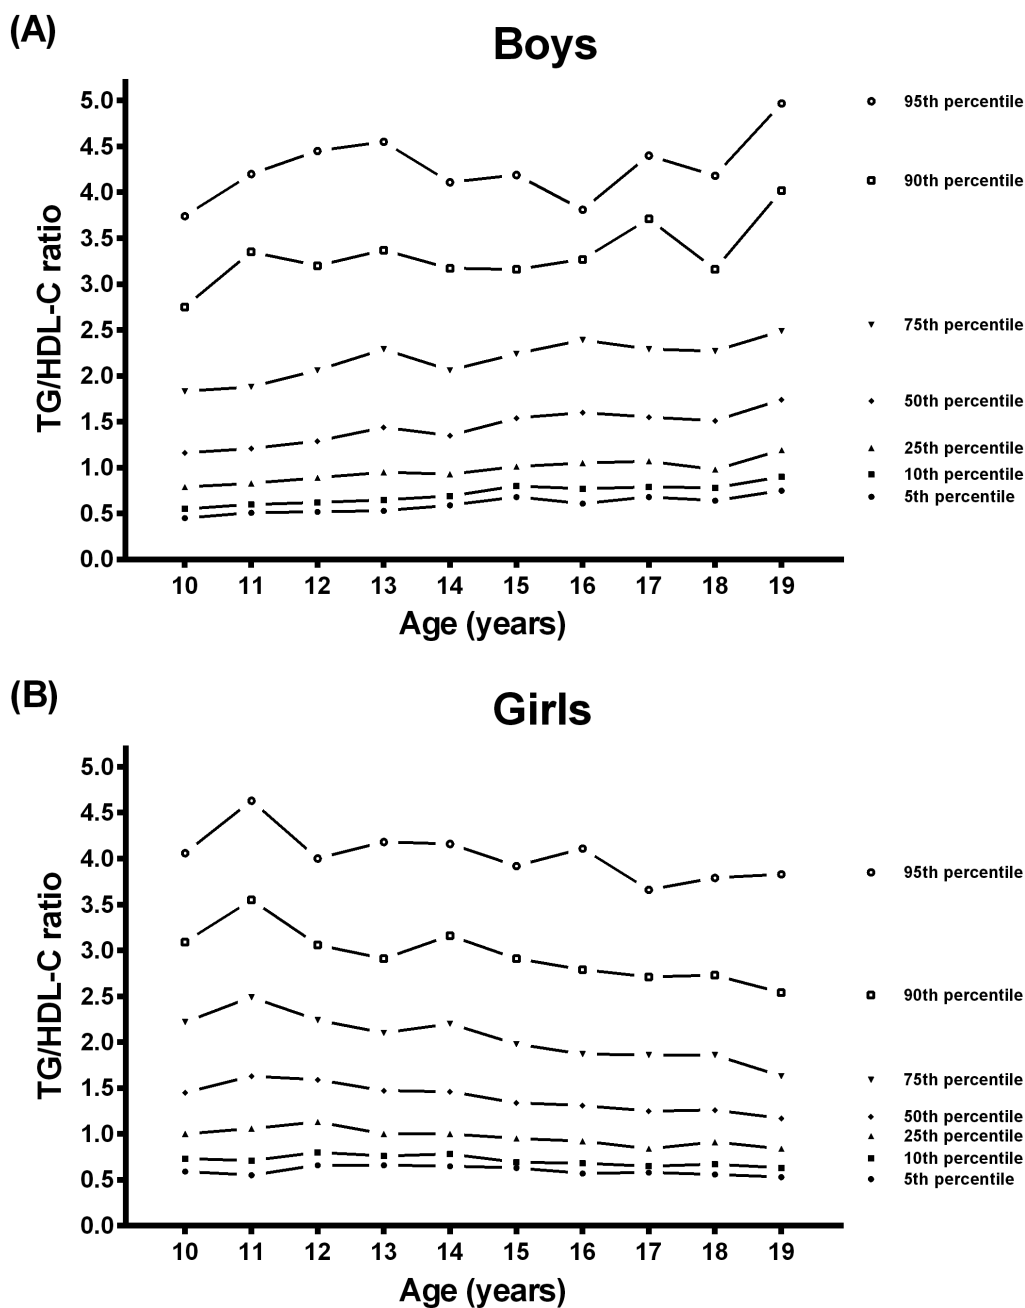 (A)
Boys
TG/HDL-C ratio
5.0
4.5
4.0
3.5
3.0
2.5
2.0
1.5
1.0
0.5
0.0
10 11 12 13 14 15 16 17 18 19
Age (years)
95th percentile
90th percentile
75th percentile
50th percentile
25th percentile
10th percentile
5th percentile
(B)
Girls
TG/HDL-C ratio
5.0
4.5
4.0
3.5
3.0
2.5
2.0
1.5
1.0
0.5
0.0
10 11 12 13 14 15 16 17 18 19
Age (years)
95th percentile
90th percentile
75th percentile
50th percentile
25th percentile
10th percentile
5th percentile